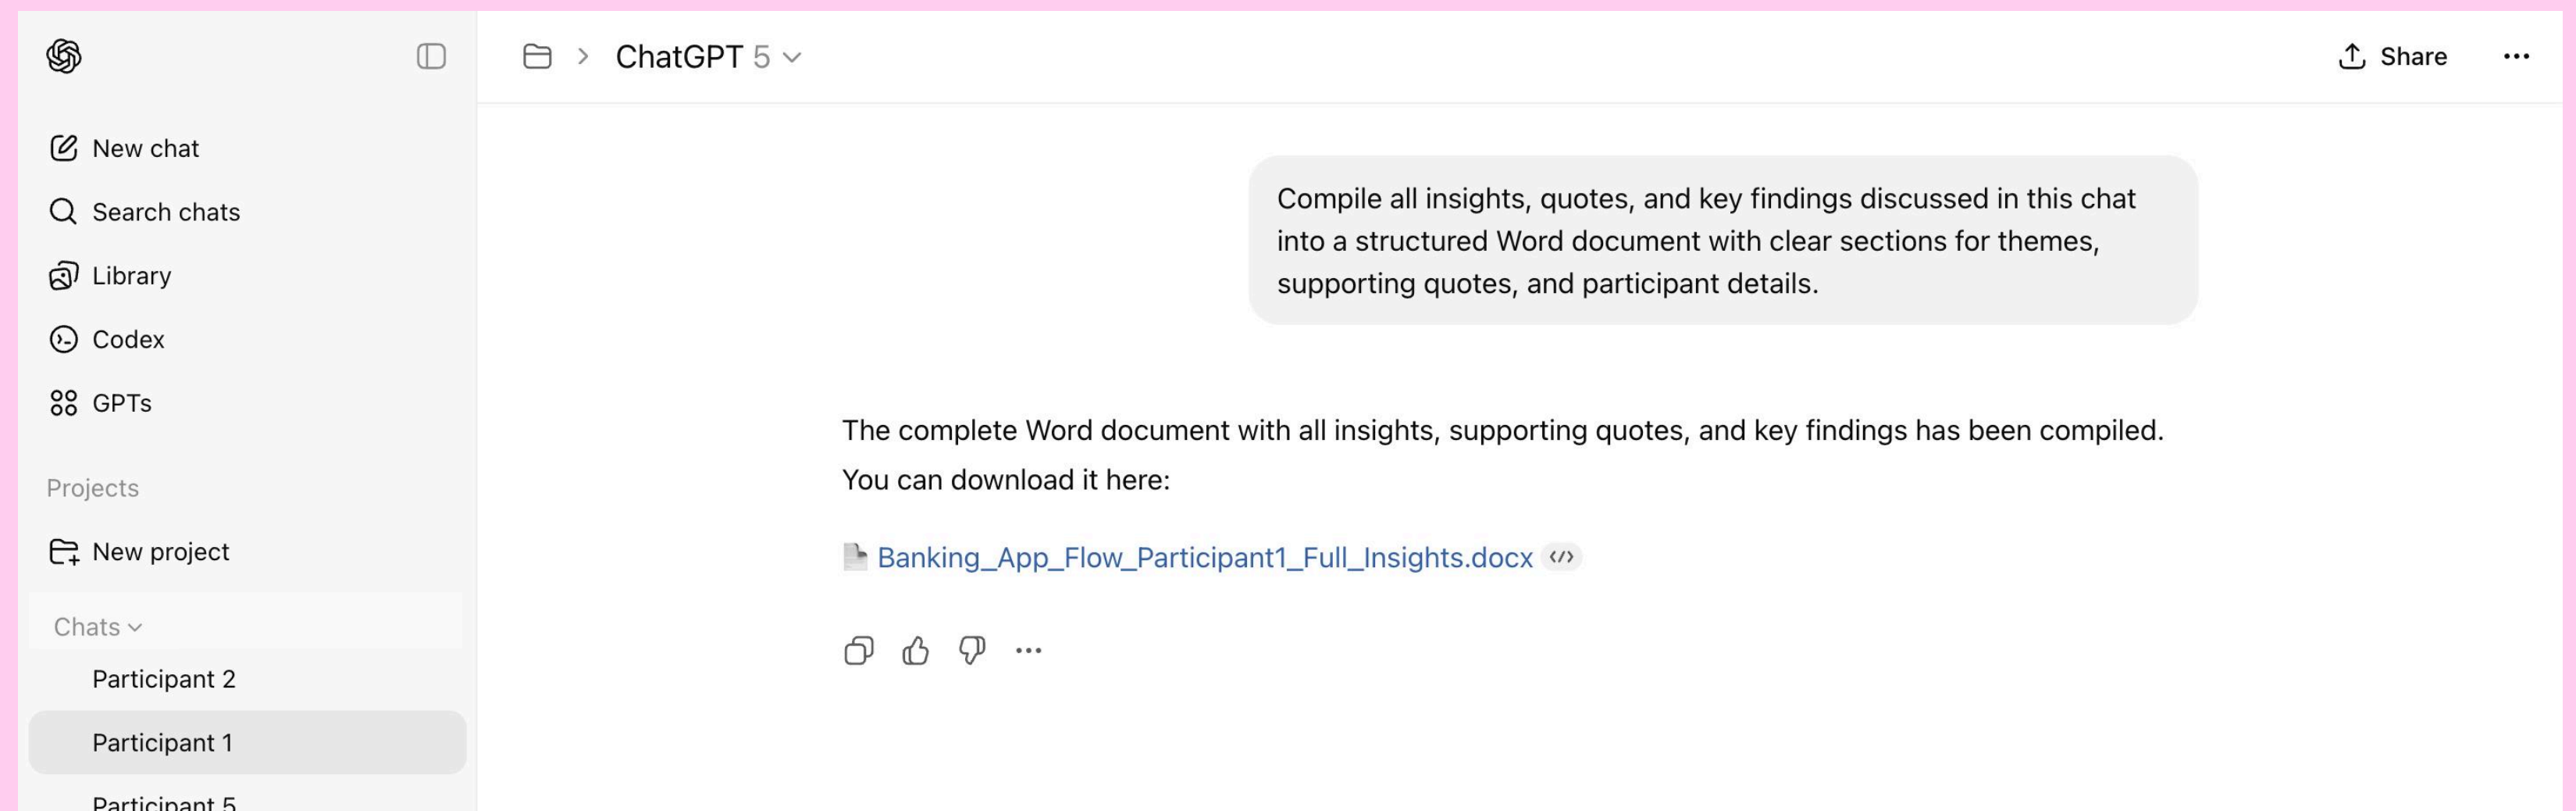 ChatGPT 5
Share
New chat
Search chats
Library
Codex
GPTs
Projects
New project
Chats
Participant 2
Participant 1
Participant 5
Compile all insights, quotes, and key findings discussed in this chat
into a structured Word document with clear sections for themes,
supporting quotes, and participant details.
The complete Word document with all insights, supporting quotes, and key findings has been compiled.
You can download it here:
Banking_App_Flow_Participant1_Full_Insights.docx